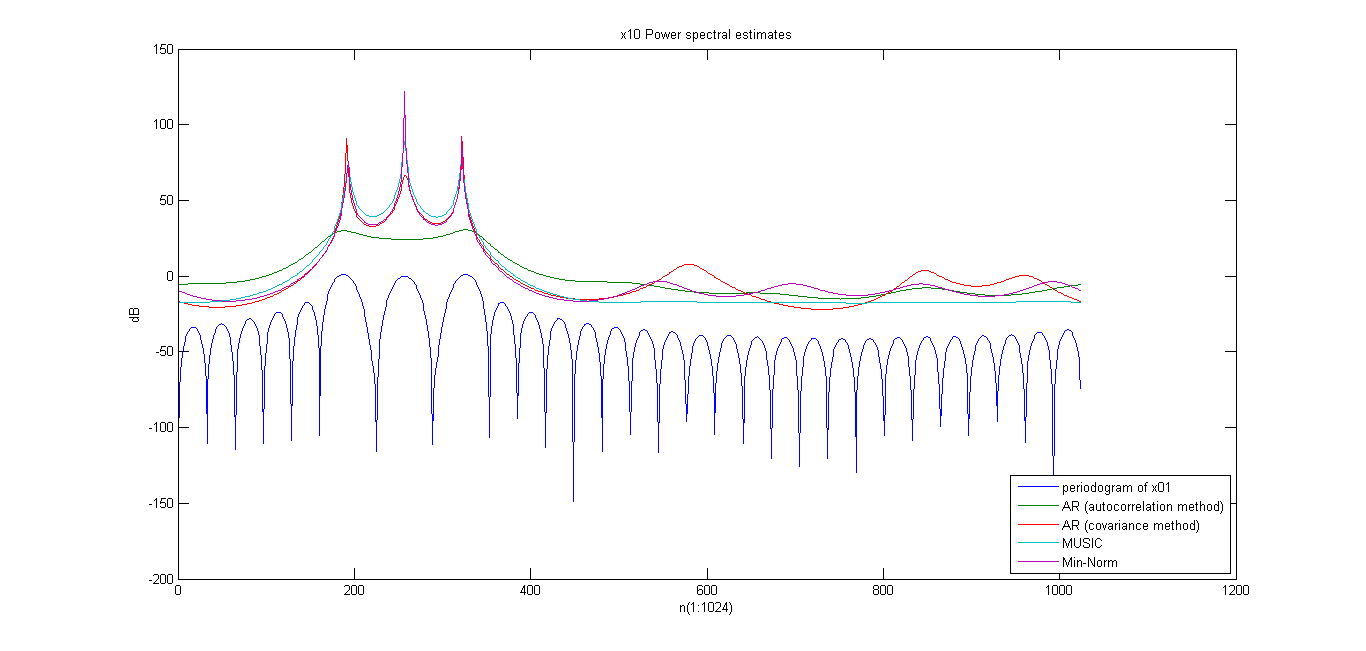 x10 Power spectral estimates
150
100
50
0
-50
-100
-150
-200
dB
0
200
400
600
800
1000
1200
n(1:1024)
periodogram of x01
AR (autocorrelation method)
AR (covariance method)
MUSIC
Min-Norm